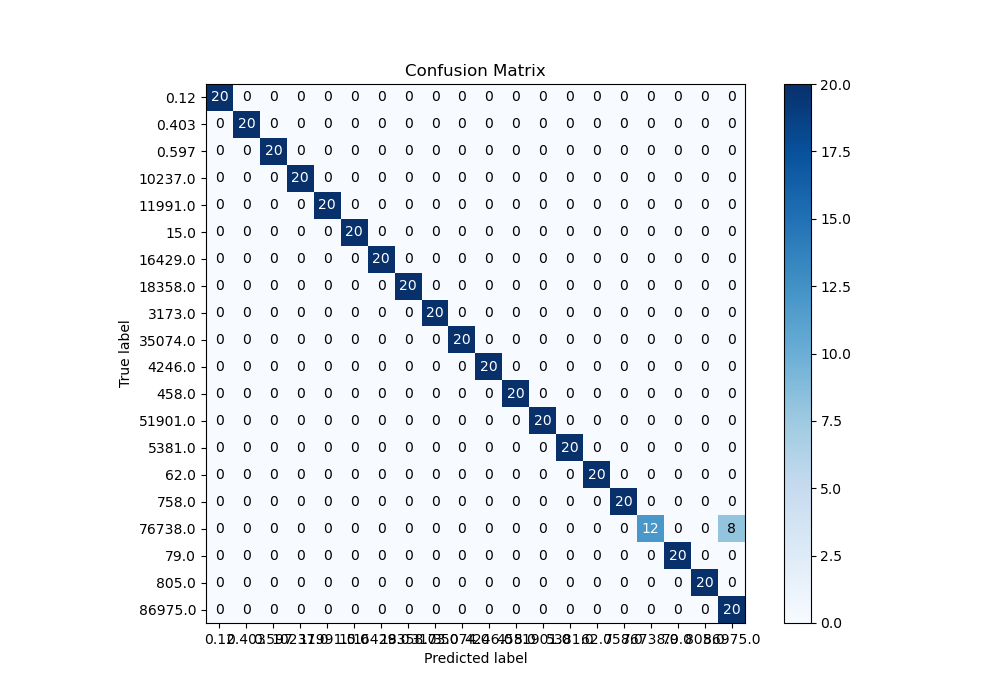 Confusion Matrix
True label
0.12 20 0 0 0 0 0 0 0 0 0 0 0 0 0 0 0 0 0 0 0
0.403 0 20 0 0 0 0 0 0 0 0 0 0 0 0 0 0 0 0 0 0
0.597 0 0 20 0 0 0 0 0 0 0 0 0 0 0 0 0 0 0 0 0
10237.0 0 0 0 20 0 0 0 0 0 0 0 0 0 0 0 0 0 0 0 0
11991.0 0 0 0 0 20 0 0 0 0 0 0 0 0 0 0 0 0 0 0 0
15.0 0 0 0 0 0 20 0 0 0 0 0 0 0 0 0 0 0 0 0 0
16429.0 0 0 0 0 0 0 20 0 0 0 0 0 0 0 0 0 0 0 0 0
18358.0 0 0 0 0 0 0 0 20 0 0 0 0 0 0 0 0 0 0 0 0
3173.0 0 0 0 0 0 0 0 0 20 0 0 0 0 0 0 0 0 0 0 0
35074.0 0 0 0 0 0 0 0 0 0 20 0 0 0 0 0 0 0 0 0 0
4246.0 0 0 0 0 0 0 0 0 0 0 20 0 0 0 0 0 0 0 0 0
458.0 0 0 0 0 0 0 0 0 0 0 0 20 0 0 0 0 0 0 0 0
51901.0 0 0 0 0 0 0 0 0 0 0 0 0 20 0 0 0 0 0 0 0
5381.0 0 0 0 0 0 0 0 0 0 0 0 0 0 20 0 0 0 0 0 0
62.0 0 0 0 0 0 0 0 0 0 0 0 0 0 0 20 0 0 0 0 0
758.0 0 0 0 0 0 0 0 0 0 0 0 0 0 0 0 20 0 0 0 0
76738.0 0 0 0 0 0 0 0 0 0 0 0 0 0 0 0 0 12 0 0 8
79.0 0 0 0 0 0 0 0 0 0 0 0 0 0 0 0 0 0 20 0 0
805.0 0 0 0 0 0 0 0 0 0 0 0 0 0 0 0 0 0 0 20 0
86975.0 0 0 0 0 0 0 0 0 0 0 0 0 0 0 0 0 0 0 0 20
Predicted label
20.0
17.5
15.0
12.5
10.0
7.5
5.0
2.5
0.0